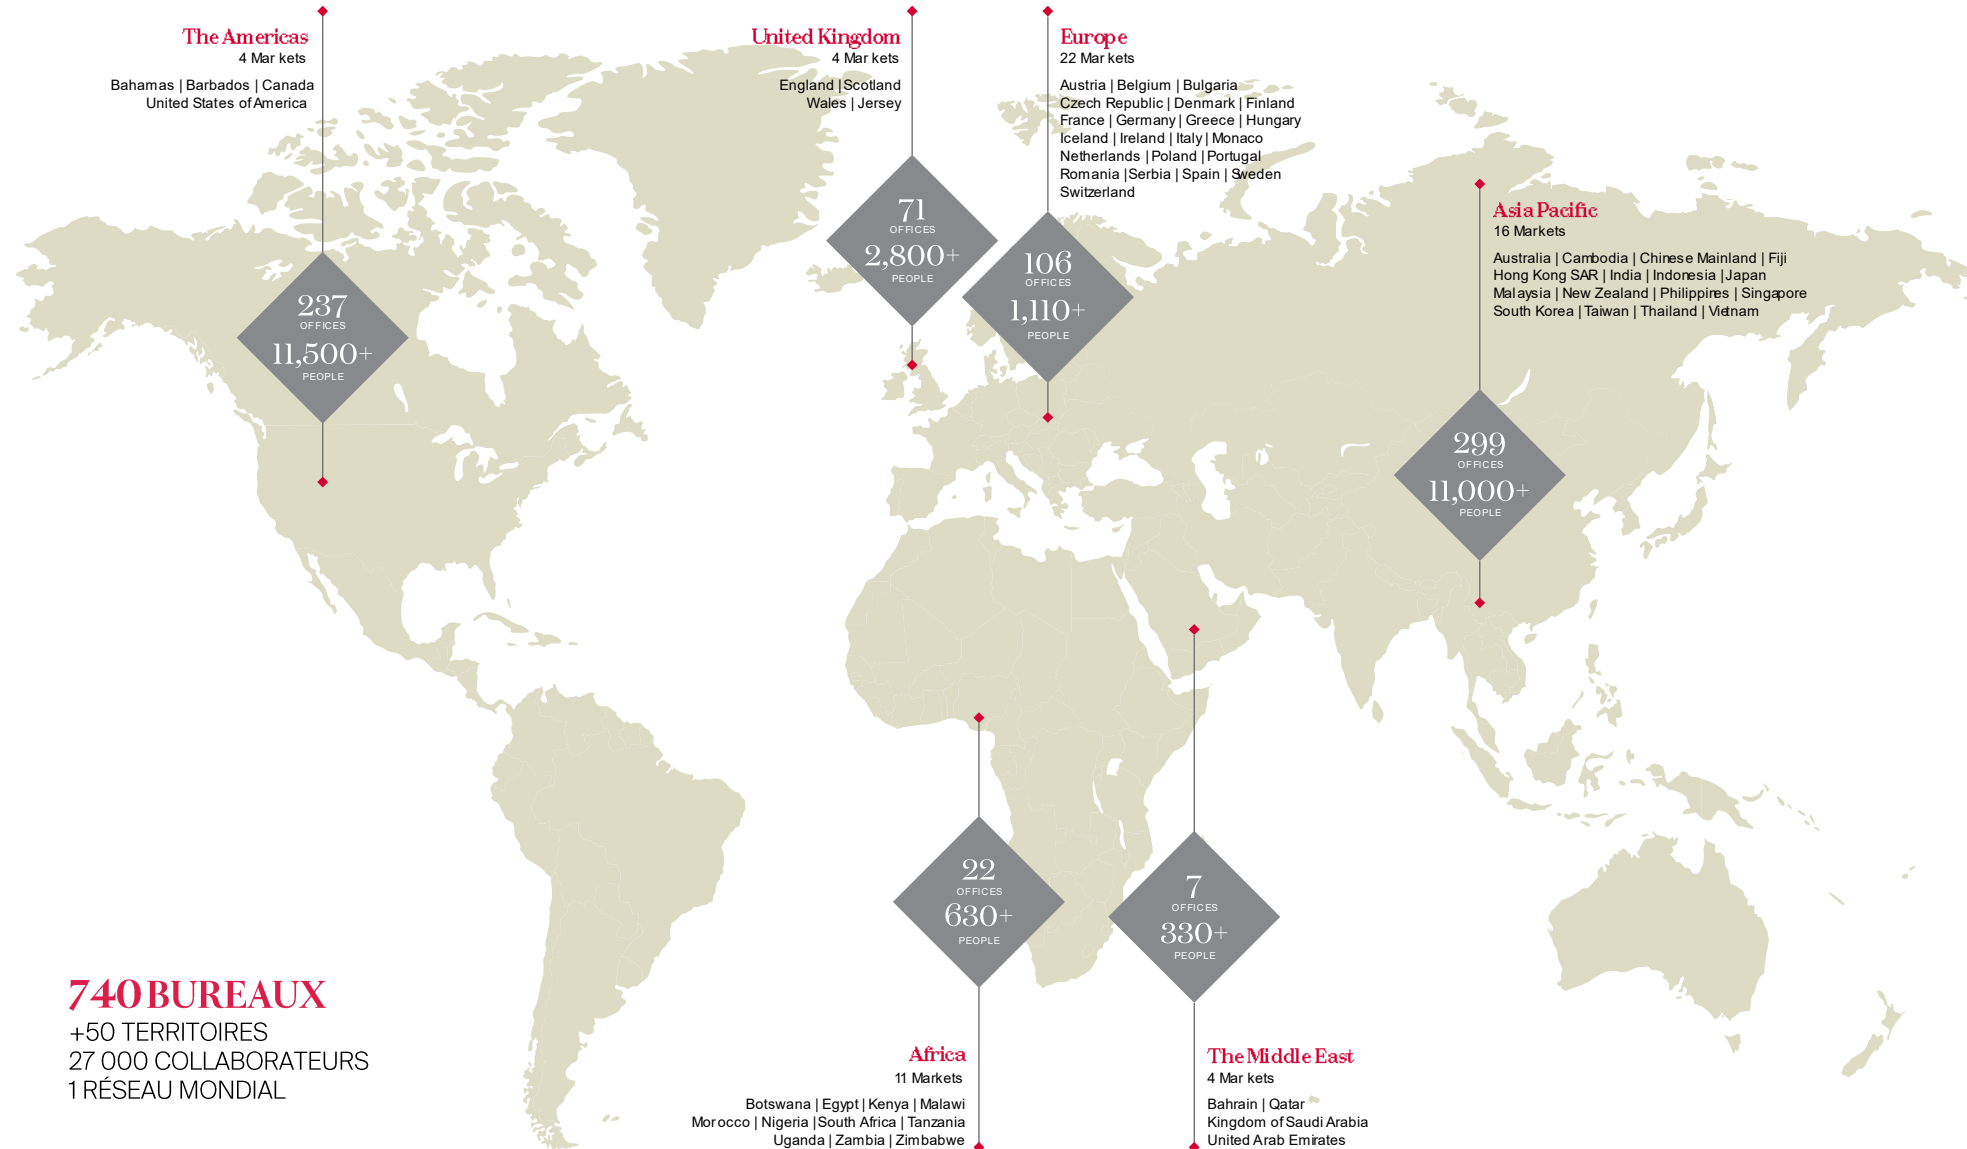 The Americas
4 Markets
Bahamas | Barbados | Canada
United States of America
237
OFFICES
11,500+
PEOPLE
United Kingdom
4 Markets
England | Scotland
Wales | Jersey
71
OFFICES
2,800+
PEOPLE
Europe
22 Markets
Austria | Belgium | Bulgaria
Czech Republic | Denmark | Finland
France | Germany | Greece | Hungary
Iceland | Ireland | Italy | Monaco
Netherlands | Poland | Portugal
Romania | Serbia | Spain | Sweden
Switzerland
106
OFFICES
1,110+
PEOPLE
Asia Pacific
16 Markets
Australia | Cambodia | Chinese Mainland | Fiji
Hong Kong SAR | India | Indonesia | Japan
Malaysia | New Zealand | Philippines | Singapore
South Korea | Taiwan | Thailand | Vietnam
299
OFFICES
11,000+
PEOPLE
22
OFFICES
630+
PEOPLE
Africa
11 Markets
Botswana | Egypt | Kenya | Malawi
Morocco | Nigeria | South Africa | Tanzania
Uganda | Zambia | Zimbabwe
7
OFFICES
330+
PEOPLE
The Middle East
4 Markets
Bahrain | Qatar
Kingdom of Saudi Arabia
United Arab Emirates
740 BUREAUX
+50 TERRITOIRES
27 000 COLLABORATEURS
1 RÉSEAU MONDIAL